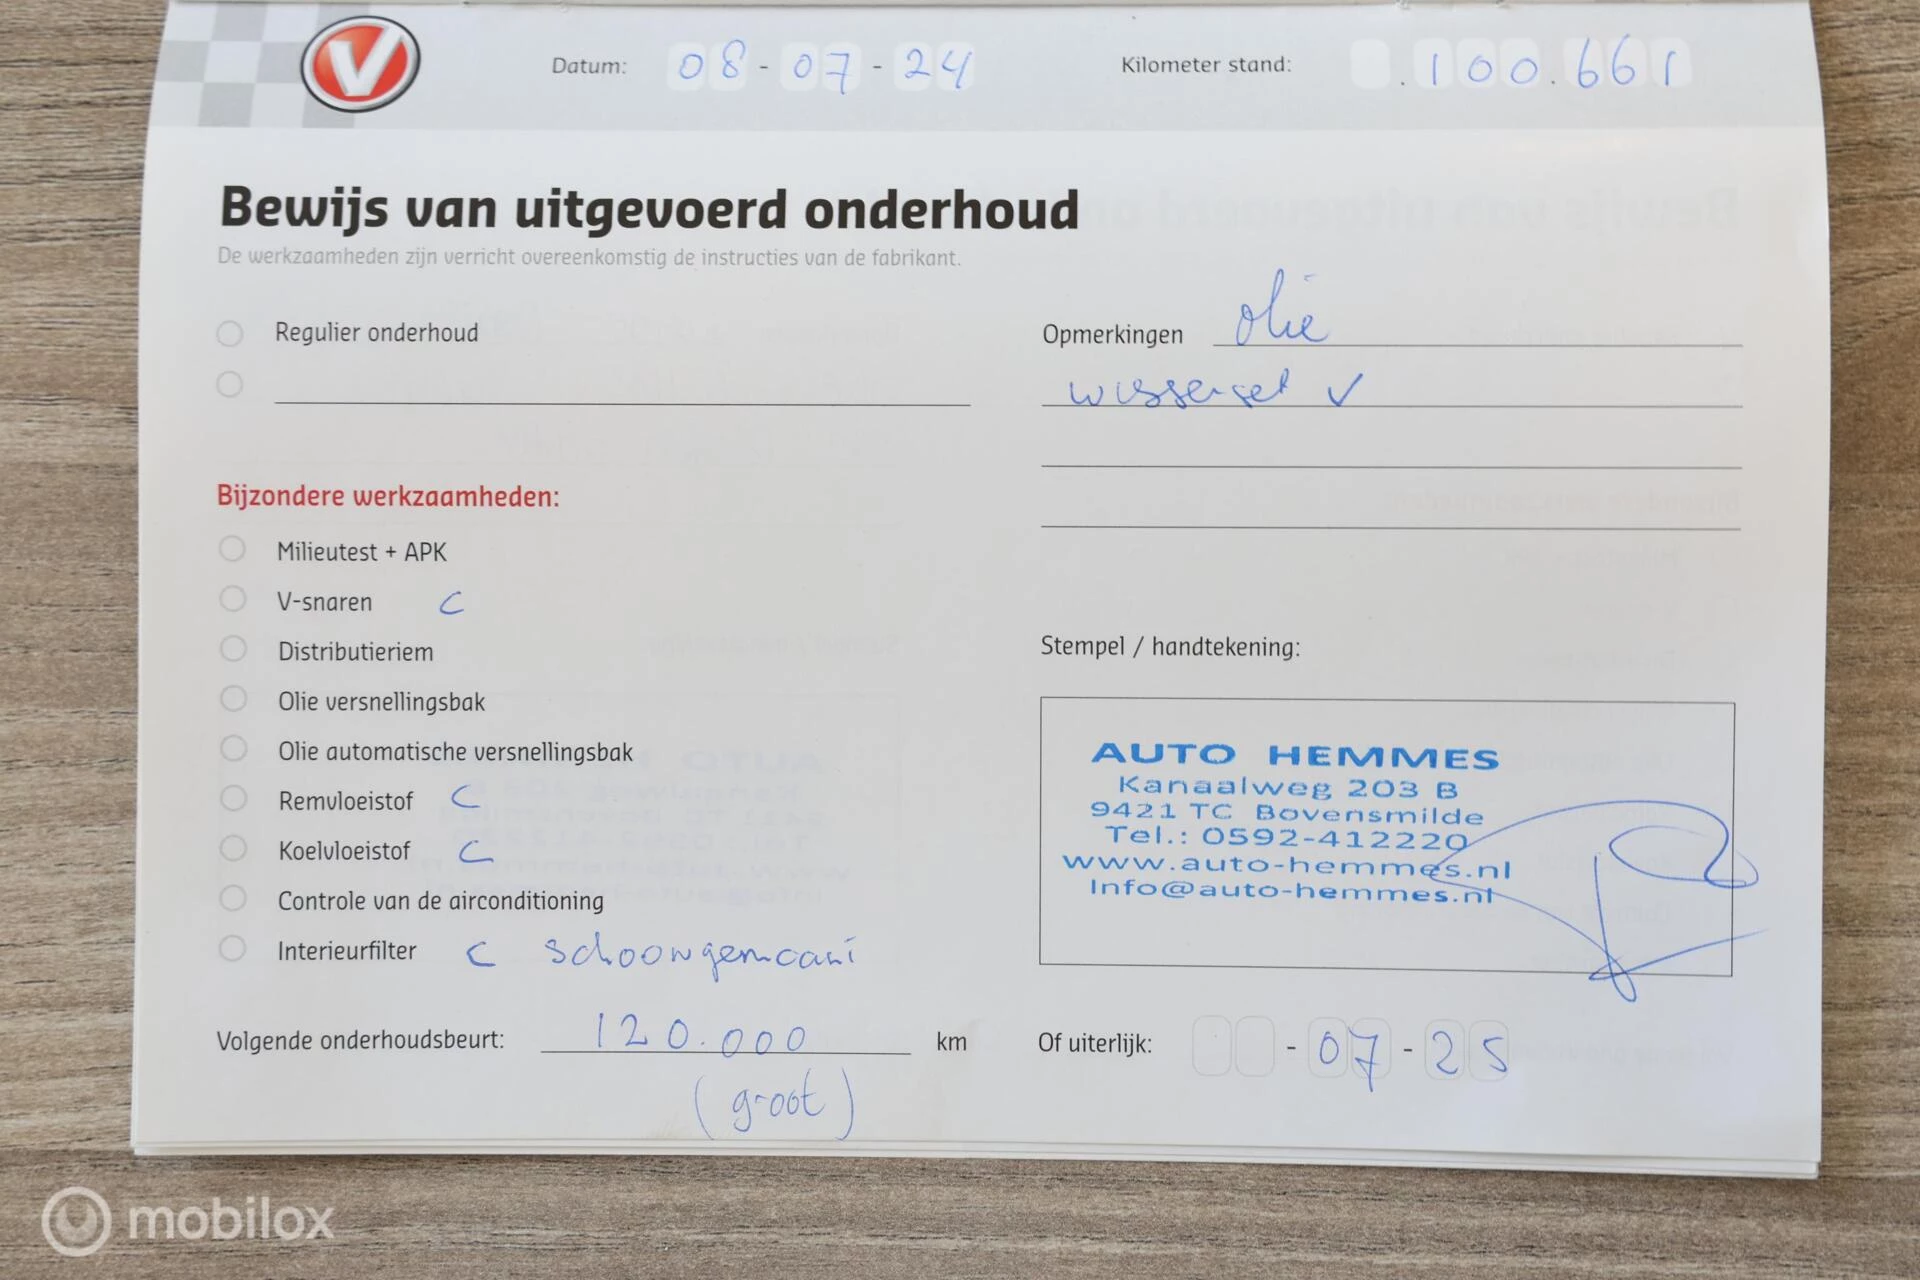 V
Datum: 08 - 07 - 24
Kilometer stand: . 100.661
Bewijs van uitgevoerd onderhoud
De werkzaamheden zijn verricht overeenkomstig de instructies van de fabrikant.
Regulier onderhoud
Opmerkingen olie
wisserset ✓
Bijzondere werkzaamheden:
Milieutest + APK
V-snaren C
Distributieriem
Olie versnellingsbak
Olie automatische versnellingsbak
Remvloeistof C
Koelvloeistof C
Controle van de airconditioning
Interieurfilter C schoongemaakt
Stempel / handtekening:
AUTO HEMMES
Kanaalweg 203 B
9421 TC Bovensmilde
Tel.: 0592-412220
www.auto-hemmes.nl
Info@auto-hemmes.nl
Volgende onderhoudsbeurt: 120.000 km
(groot)
Of uiterlijk: - 07 - 25
mobilox